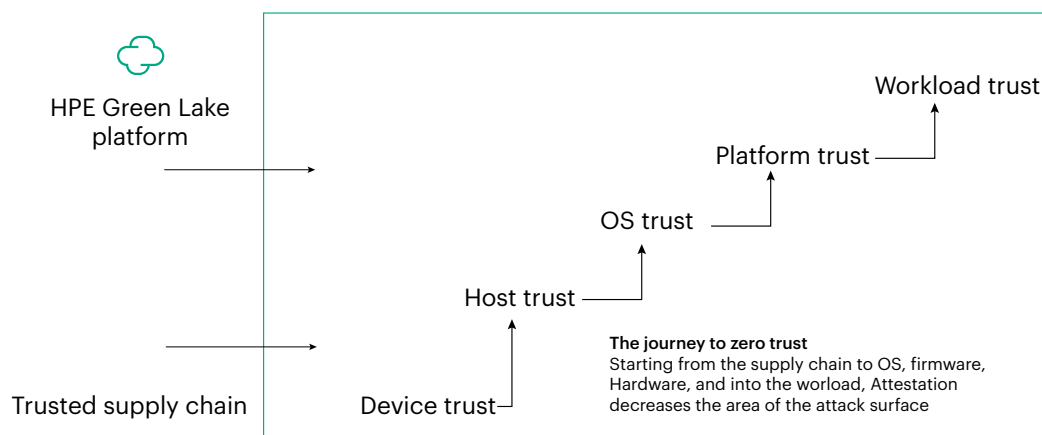 HPE Green Lake
platform
Workload trust
Platform trust
OS trust
Host trust
The journey to zero trust
Starting from the supply chain to OS, firmware,
Hardware, and into the worload, Attestation
decreases the area of the attack surface
Trusted supply chain
Device trust